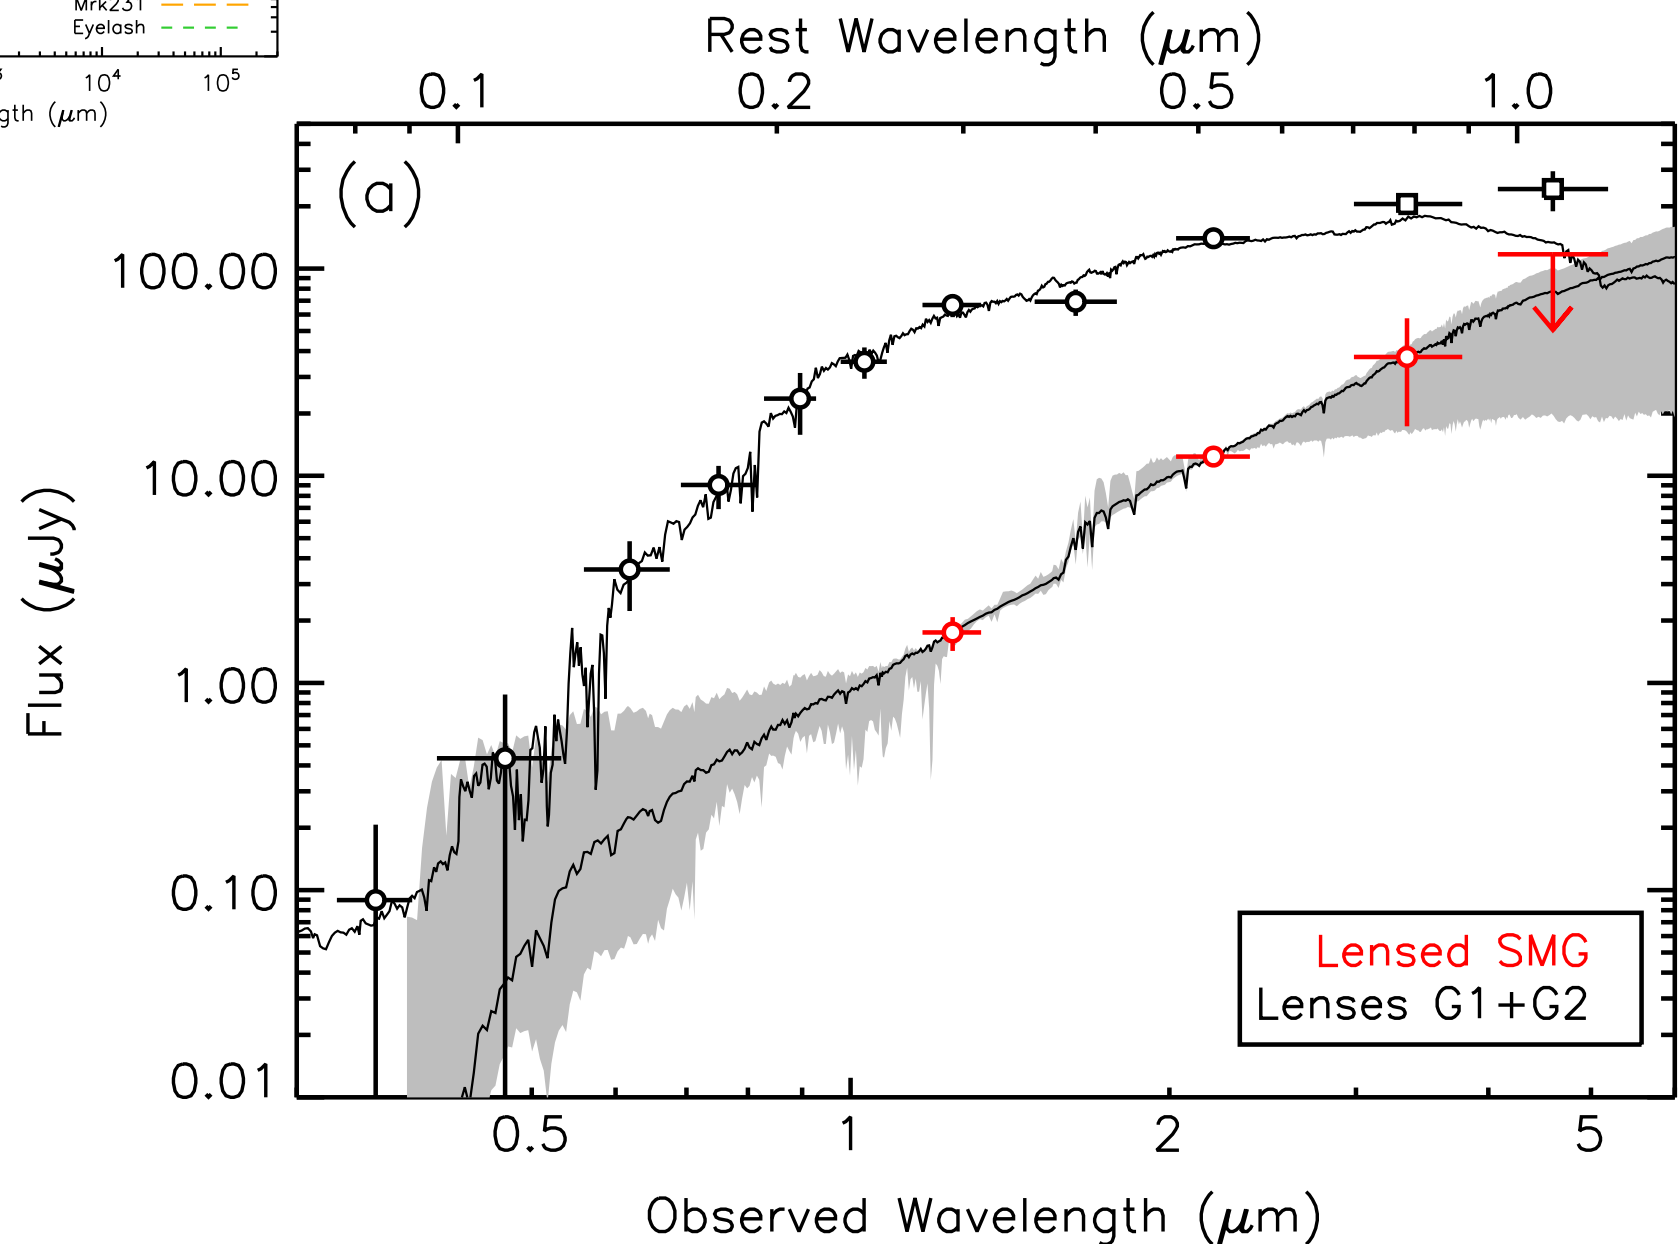 Mrk231
Eyelash
10⁴ 10⁵
gth (μm)
Rest Wavelength (μm)
0.1 0.2 0.5 1.0
(a)
100.00
10.00
1.00
0.10
0.01
Flux (μJy)
Lensed SMG
Lenses G1+G2
0.5 1 2 5
Observed Wavelength (μm)